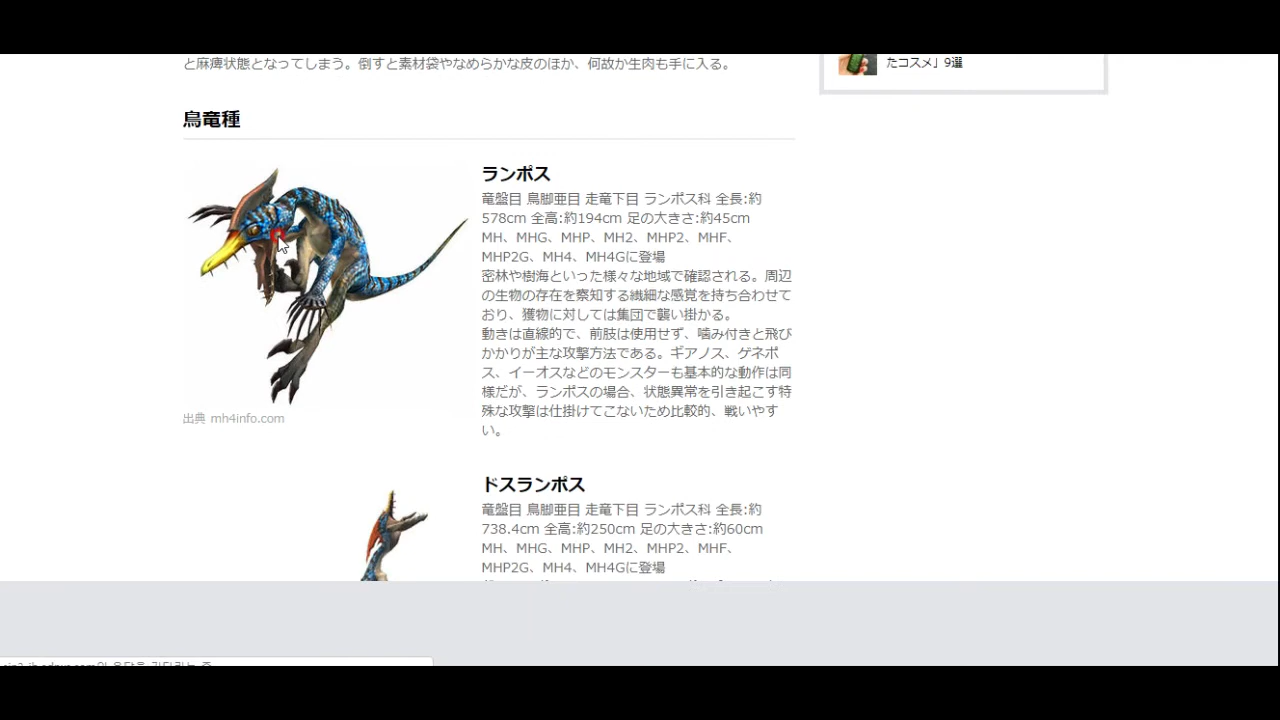 と麻痺状態となってしまう。倒すと素材袋やなめらかな皮のほか、何故か生肉も手に入る。
たコスメ」9選
鳥竜種
ランポス
竜盤目 鳥脚亜目 走竜下目 ランポス科 全長:約
578cm 全高:約194cm 足の大きさ:約45cm
MH、MHG、MHP、MH2、MHP2、MHF、
MHP2G、MH4、MH4Gに登場
密林や樹海といった様々な地域で確認される。周辺
の生物の存在を察知する繊細な感覚を持ち合わせて
おり、獲物に対しては集団で襲い掛かる。
動きは直線的で、前肢は使用せず、噛み付きと飛び
かかりが主な攻撃方法である。ギアノス、ゲネポ
ス、イーオスなどのモンスターも基本的な動作は同
様だが、ランポスの場合、状態異常を引き起こす特
殊な攻撃は仕掛けてこないため比較的、戦いやす
い。
出典 mh4info.com
ドスランポス
竜盤目 鳥脚亜目 走竜下目 ランポス科 全長:約
738.4cm 全高:約250cm 足の大きさ:約60cm
MH、MHG、MHP、MH2、MHP2、MHF、
MHP2G、MH4、MH4Gに登場